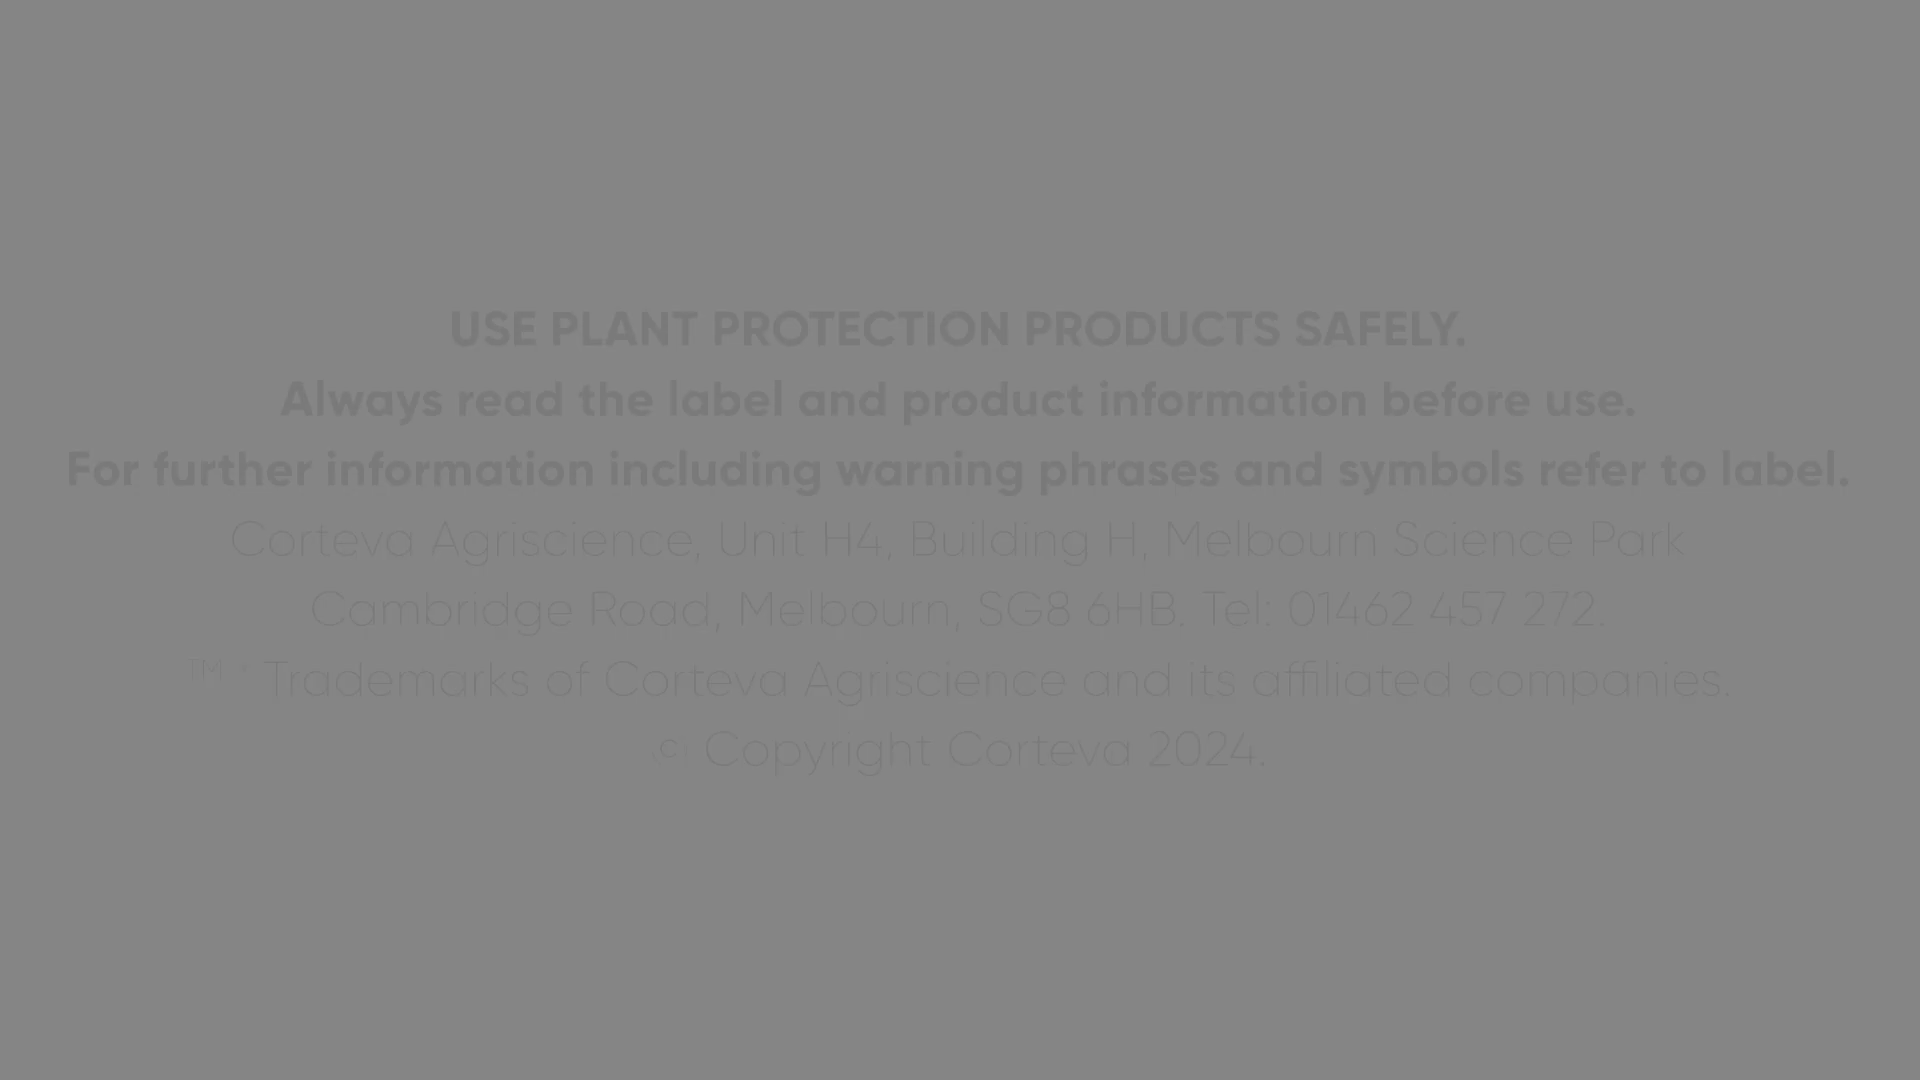 USE PLANT PROTECTION PRODUCTS SAFELY.
Always read the label and product information before use.
For further information including warning phrases and symbols refer to label.
Corteva Agriscience, Unit H4, Building H, Melbourn Science Park
Cambridge Road, Melbourn, SG8 6HB. Tel: 01462 457 272.
™ Trademarks of Corteva Agriscience and its affiliated companies.
© Copyright Corteva 2024.